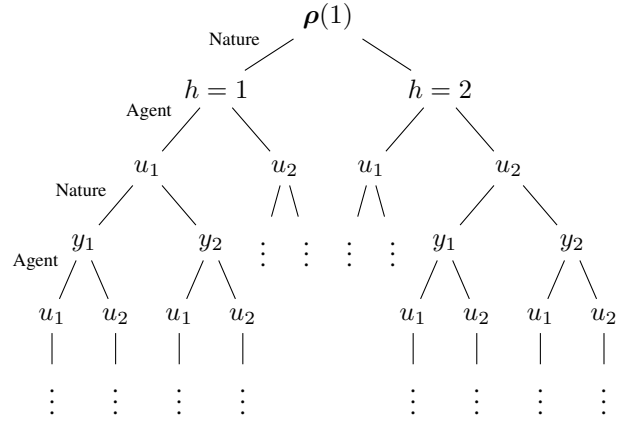 ρ(1)
Nature
h = 1 h = 2
Agent
u₁ u₂ u₁ u₂
Nature
y₁ y₂ ⋮ ⋮ ⋮ ⋮ y₁ y₂
Agent
u₁ u₂ u₁ u₂ u₁ u₂ u₁ u₂
⋮ ⋮ ⋮ ⋮ ⋮ ⋮ ⋮ ⋮